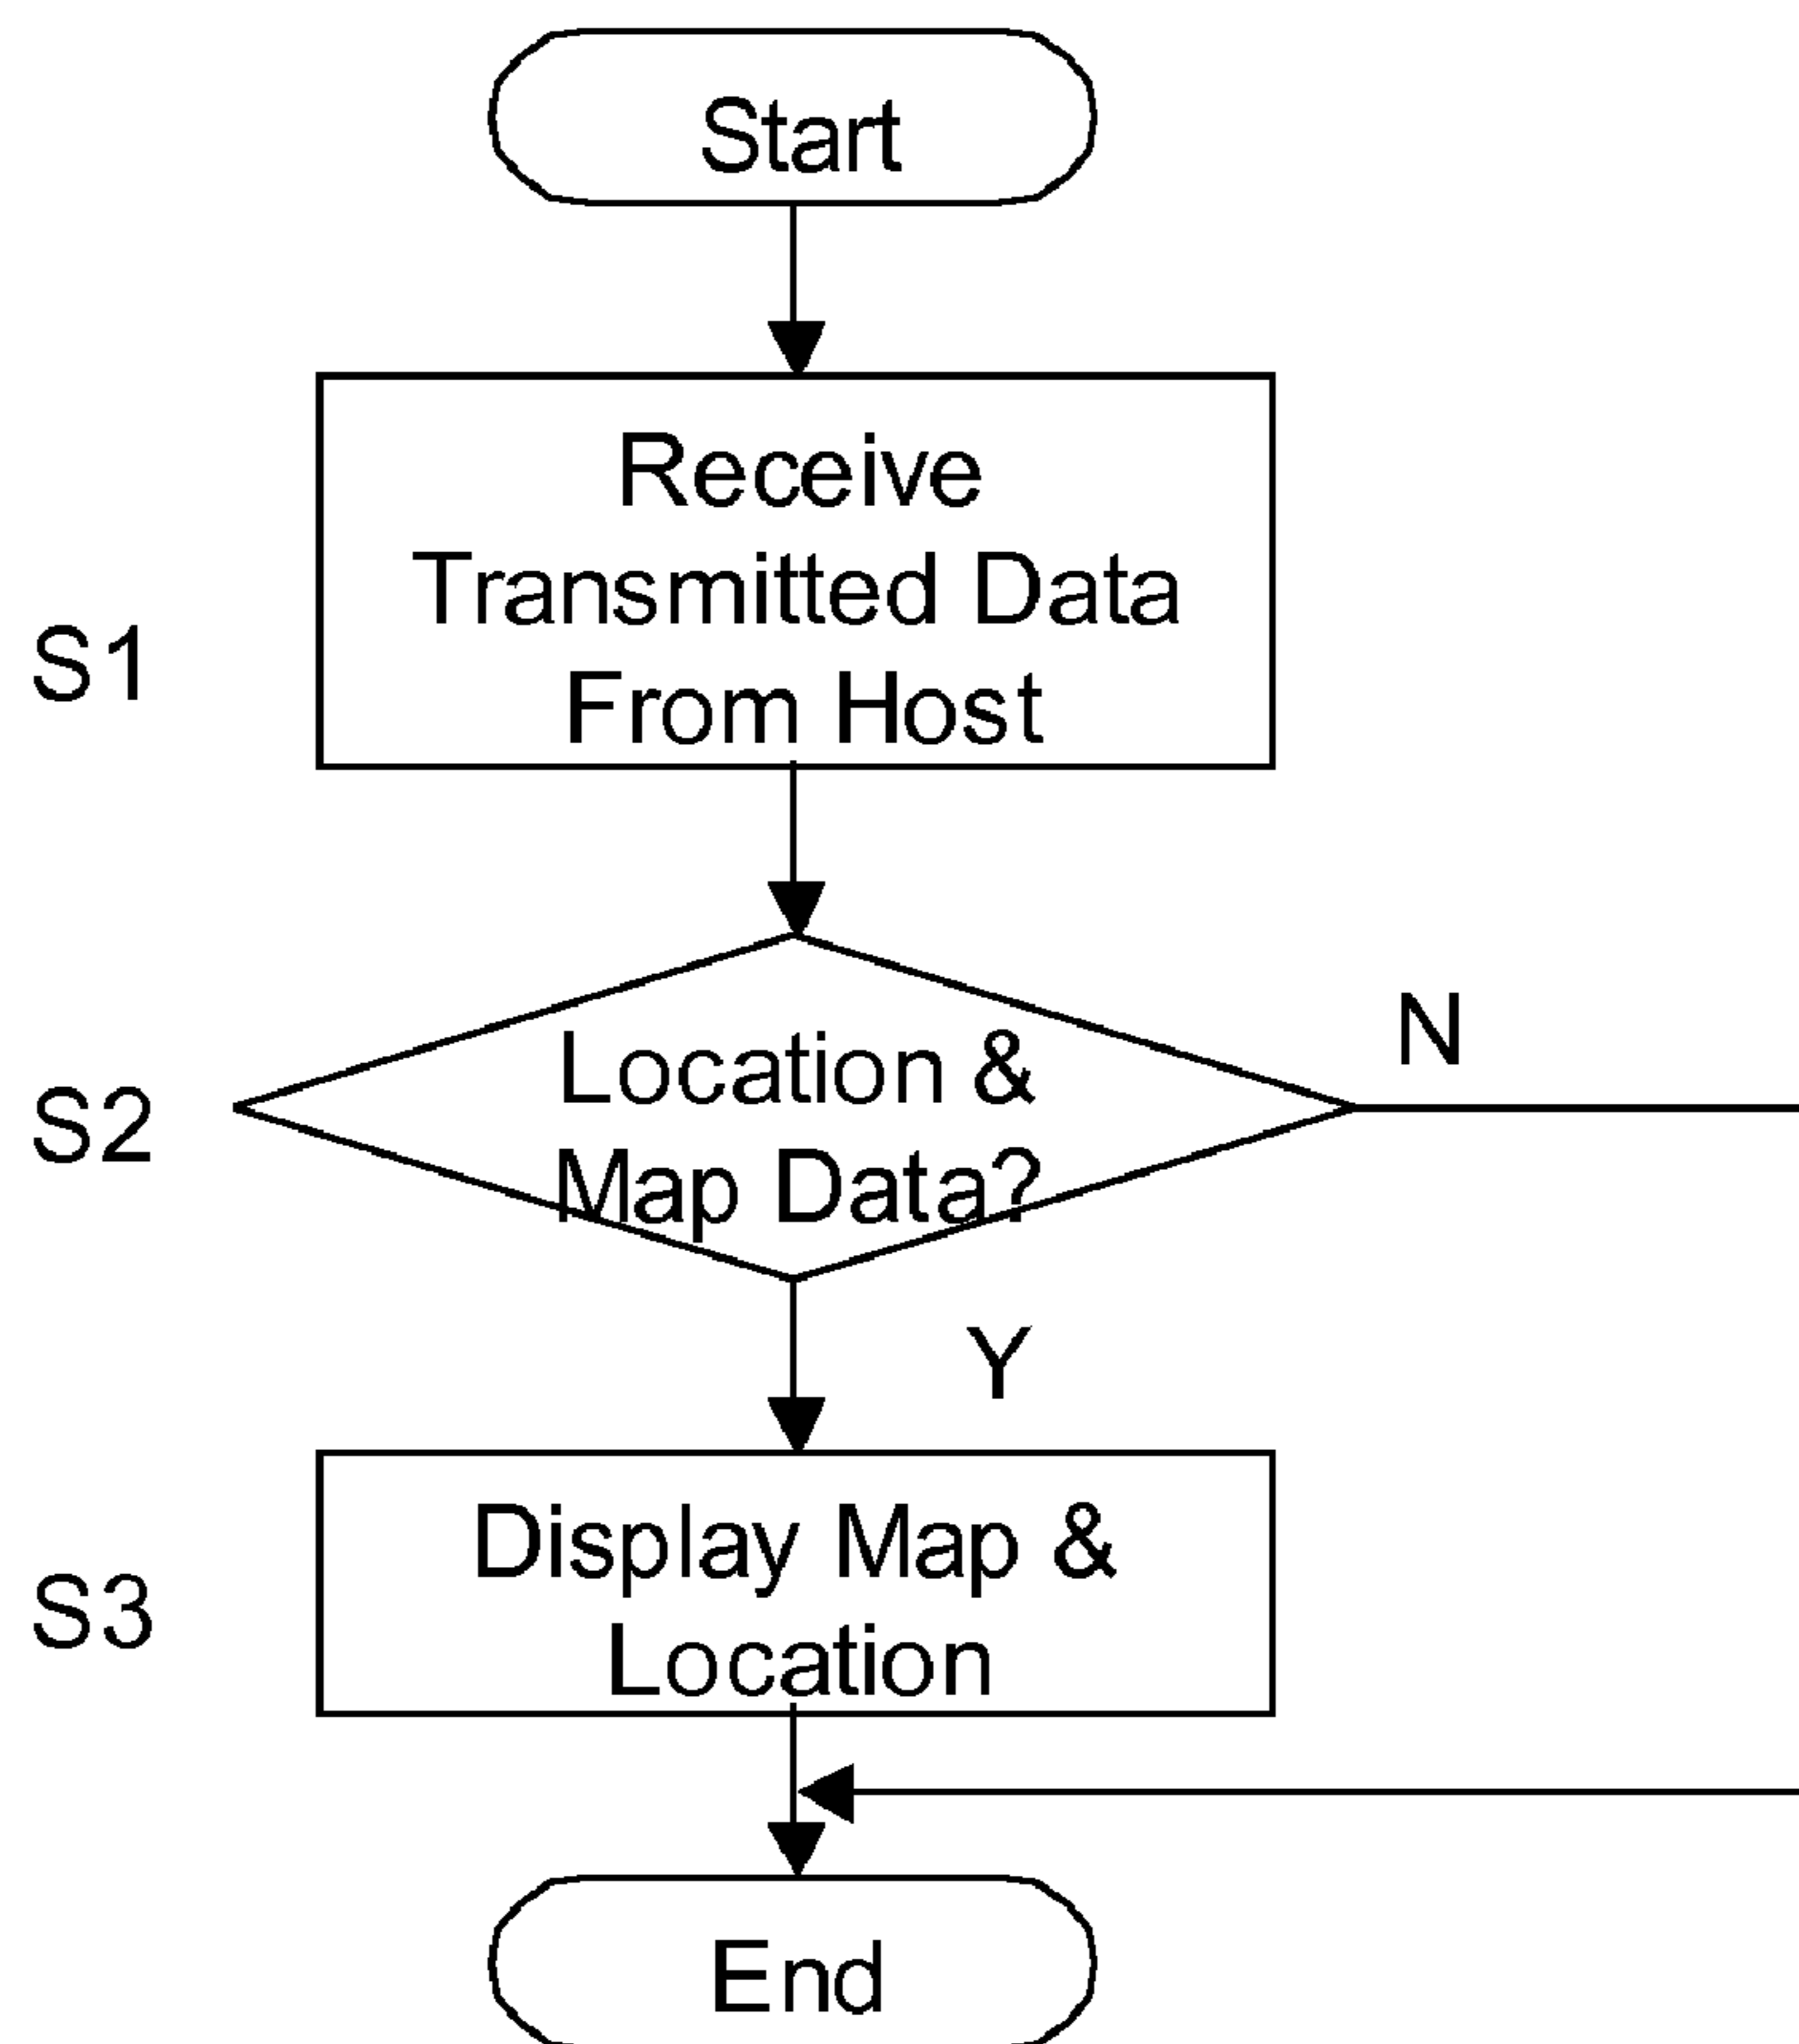 Start
Receive
Transmitted Data
From Host
S1
Location &
Map Data?
N
S2
Y
Display Map &
Location
S3
End